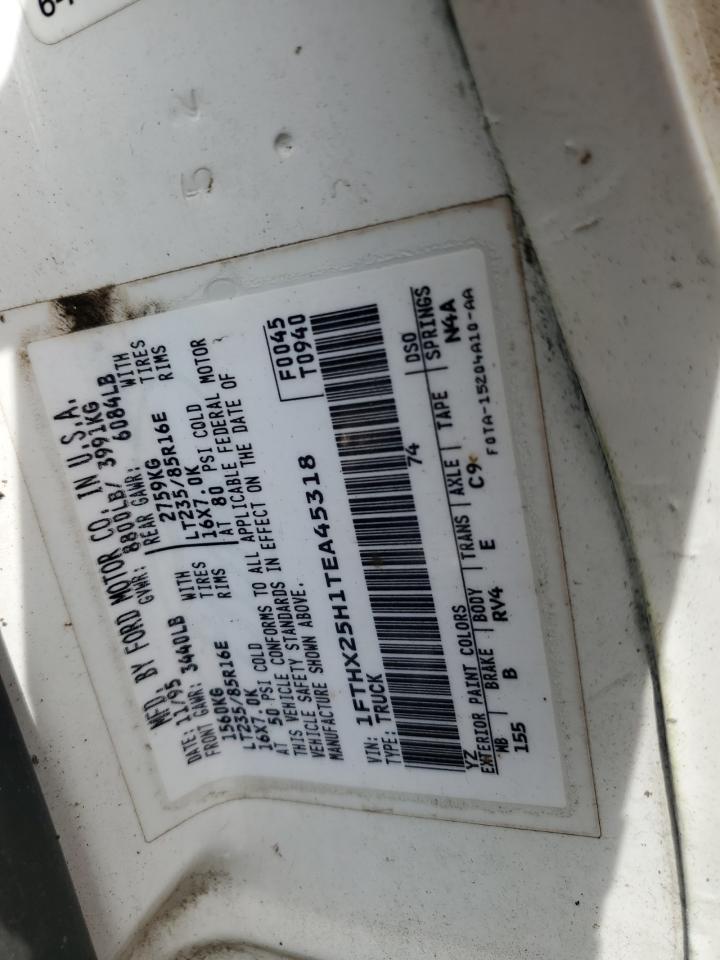 MFD. BY FORD MOTOR CO. IN U.S.A.
DATE: 11/95 GVWR: 8800LB/ 3991KG
FRONT GAWR: 3440LB REAR GAWR: 6084LB
1560KG WITH 2759KG WITH
LT235/85R16E TIRES LT235/85R16E TIRES
16X7.0K RIMS 16X7.0K RIMS
AT 50 PSI COLD AT 80 PSI COLD
THIS VEHICLE CONFORMS TO ALL APPLICABLE FEDERAL MOTOR
VEHICLE SAFETY STANDARDS IN EFFECT ON THE DATE OF
MANUFACTURE SHOWN ABOVE.
F0045
T0940
VIN: 1FTHX25H1TEA45318
TYPE: TRUCK
74
YZ
EXTERIOR PAINT COLORS DSO
WB BRAKE BODY TRANS AXLE TAPE SPRINGS
155 B RV4 E C9 N4A
F0TA-15204A10-AA
5 2